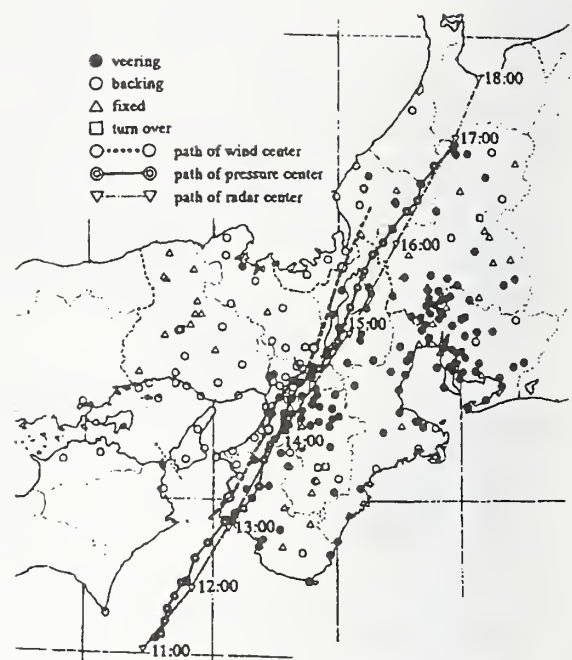 veering
backing
fixed
turn over
path of wind center
path of pressure center
path of radar center
18:00
17:00
16:00
15:00
14:00
13:00
12:00
11:00